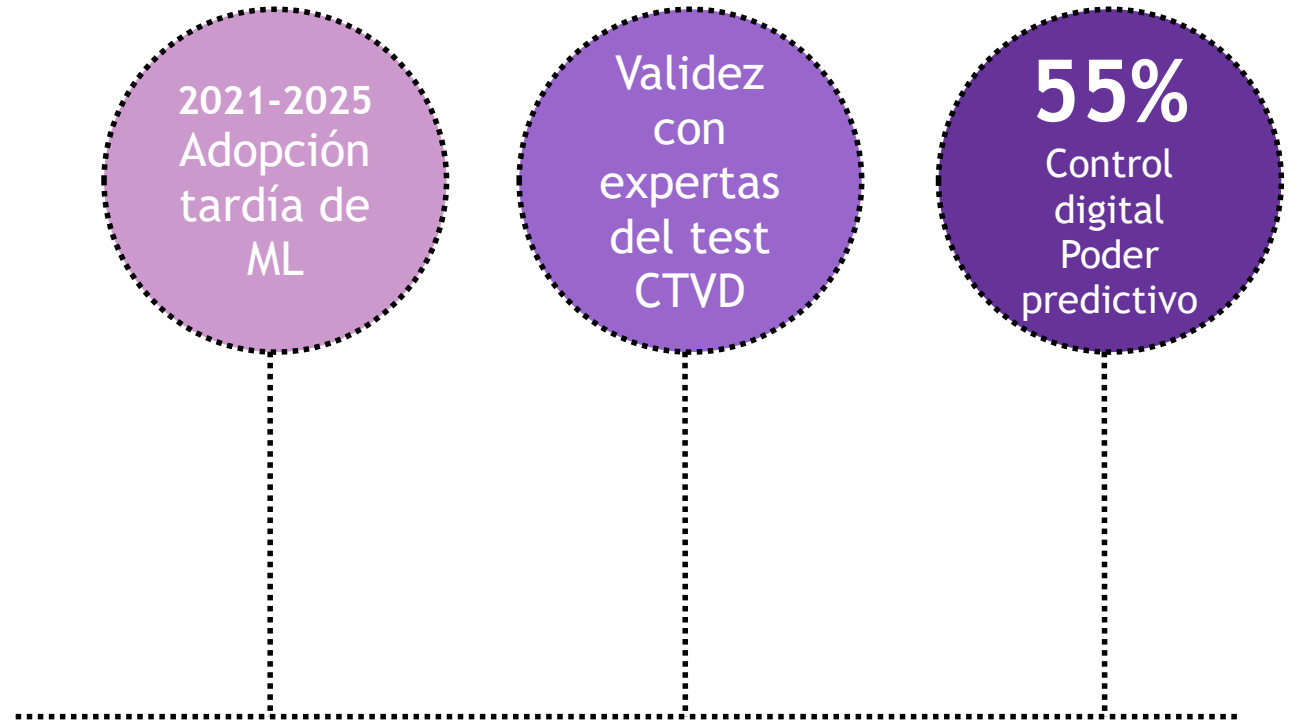 2021-2025
Adopción
tardía de
ML
Validez
con
expertas
del test
CTVD
55%
Control
digital
Poder
predictivo